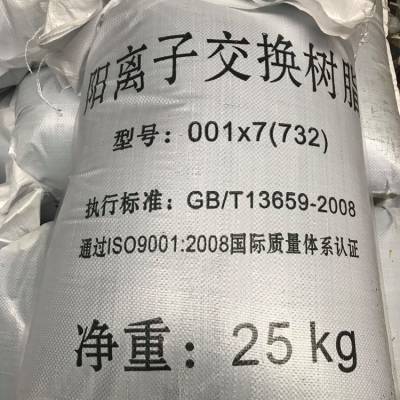 阳离子交换树脂
型号：001x7(732)
执行标准：GB/T13659-2008
通过ISO9001:2008国际质量体系认证
净重：25kg